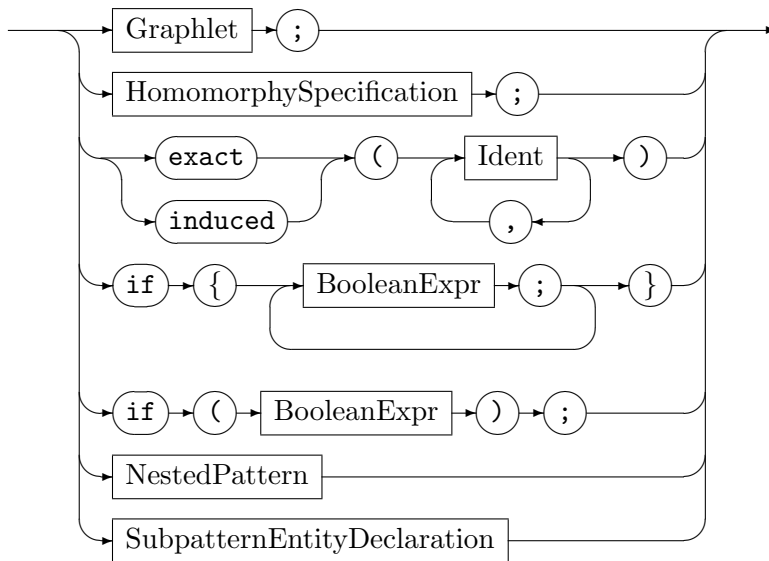 Graphlet ;
HomomorphySpecification ;
exact ( Ident )
induced ,
if { BooleanExpr ; }
if ( BooleanExpr ) ;
NestedPattern
SubpatternEntityDeclaration